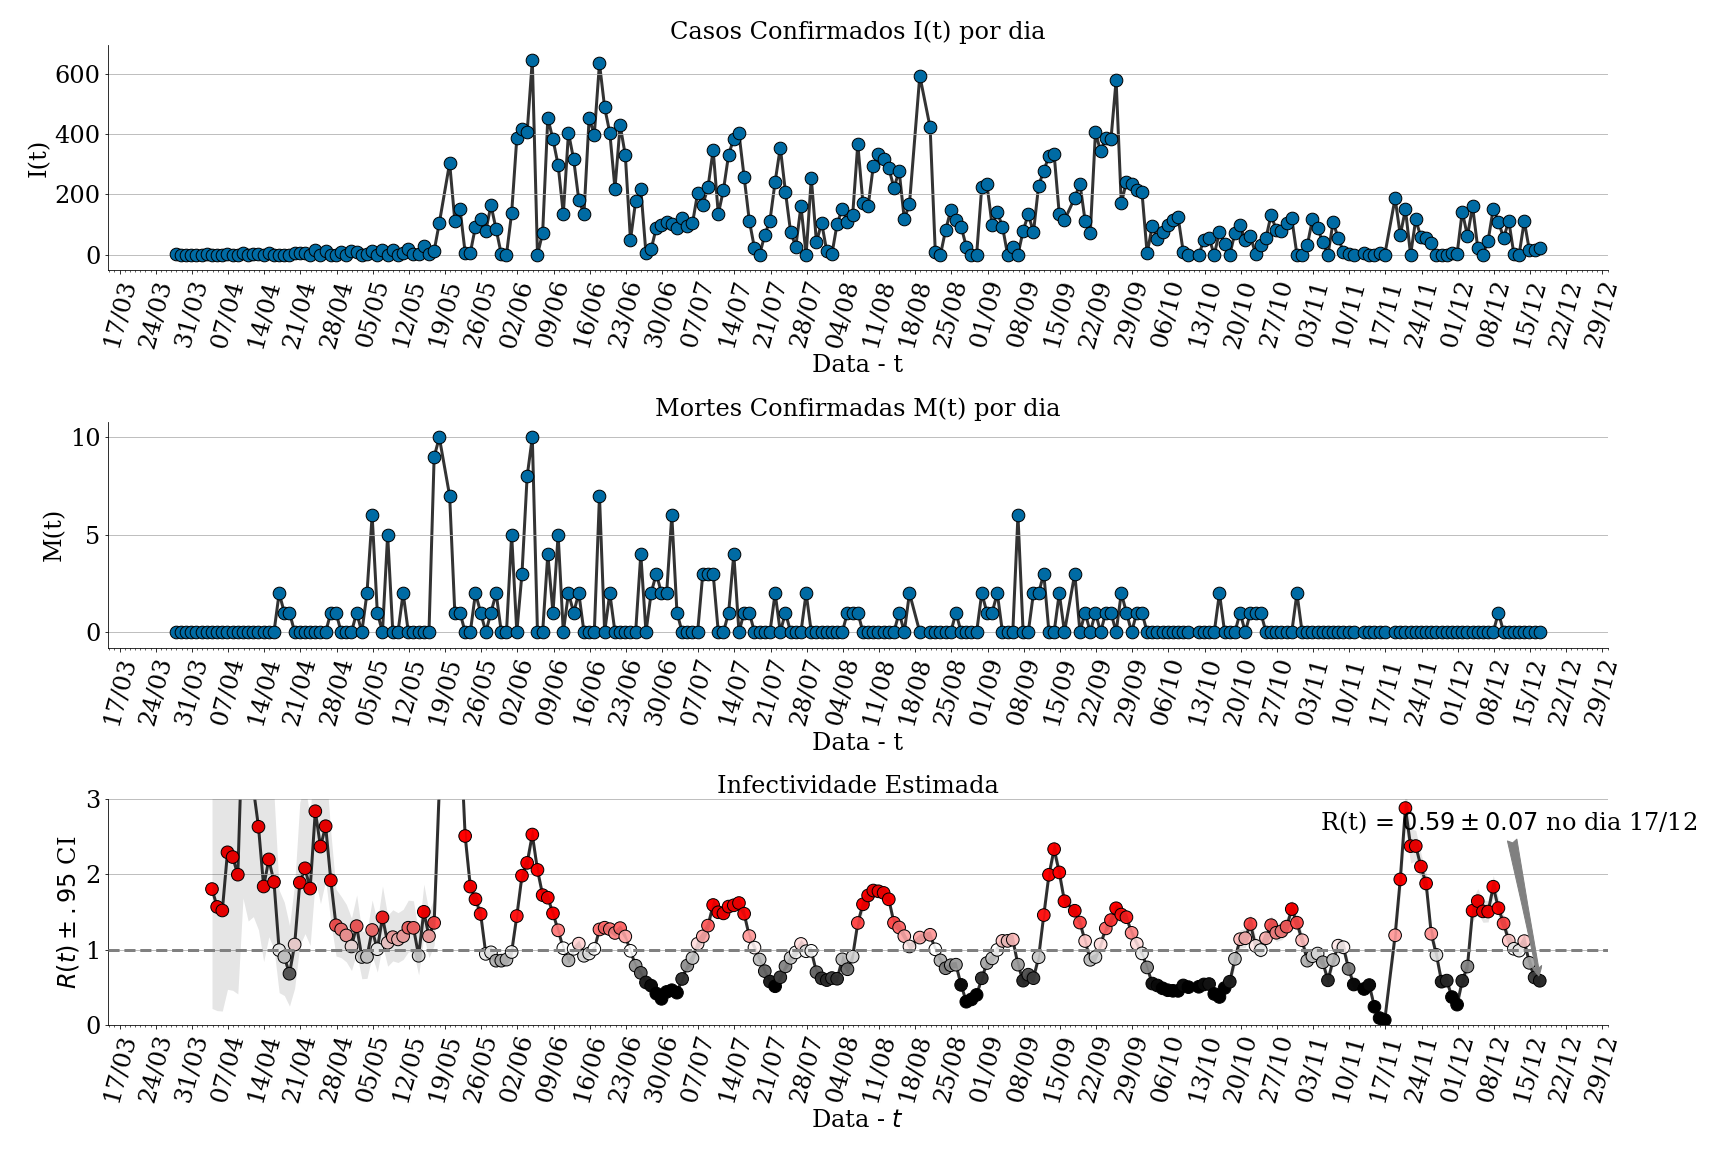 Casos Confirmados I(t) por dia
I(t)
600
400
200
0
17/03 24/03 31/03 07/04 14/04 21/04 28/04 05/05 12/05 19/05 26/05 02/06 09/06 16/06 23/06 30/06 07/07 14/07 21/07 28/07 04/08 11/08 18/08 25/08 01/09 08/09 15/09 22/09 29/09 06/10 13/10 20/10 27/10 03/11 10/11 17/11 24/11 01/12 08/12 15/12 22/12 29/12
Data - t
Mortes Confirmadas M(t) por dia
M(t)
10
5
0
17/03 24/03 31/03 07/04 14/04 21/04 28/04 05/05 12/05 19/05 26/05 02/06 09/06 16/06 23/06 30/06 07/07 14/07 21/07 28/07 04/08 11/08 18/08 25/08 01/09 08/09 15/09 22/09 29/09 06/10 13/10 20/10 27/10 03/11 10/11 17/11 24/11 01/12 08/12 15/12 22/12 29/12
Data - t
Infectividade Estimada
R(t) ± .95 CI
3
2
1
0
R(t) = 0.59 ± 0.07 no dia 17/12
17/03 24/03 31/03 07/04 14/04 21/04 28/04 05/05 12/05 19/05 26/05 02/06 09/06 16/06 23/06 30/06 07/07 14/07 21/07 28/07 04/08 11/08 18/08 25/08 01/09 08/09 15/09 22/09 29/09 06/10 13/10 20/10 27/10 03/11 10/11 17/11 24/11 01/12 08/12 15/12 22/12 29/12
Data - t